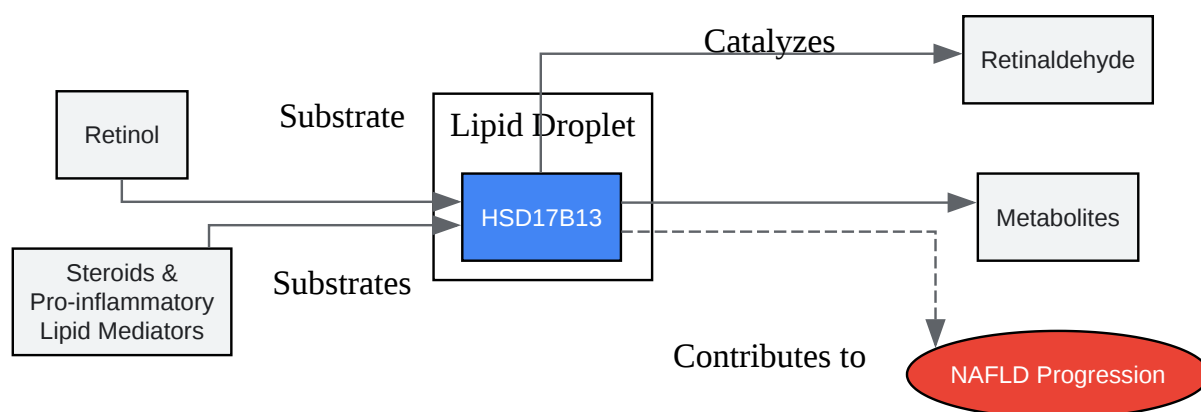 Catalyzes
Retinaldehyde
Substrate
Lipid Droplet
Retinol
HSD17B13
Metabolites
Steroids &
Pro-inflammatory
Lipid Mediators
Substrates
Contributes to
NAFLD Progression